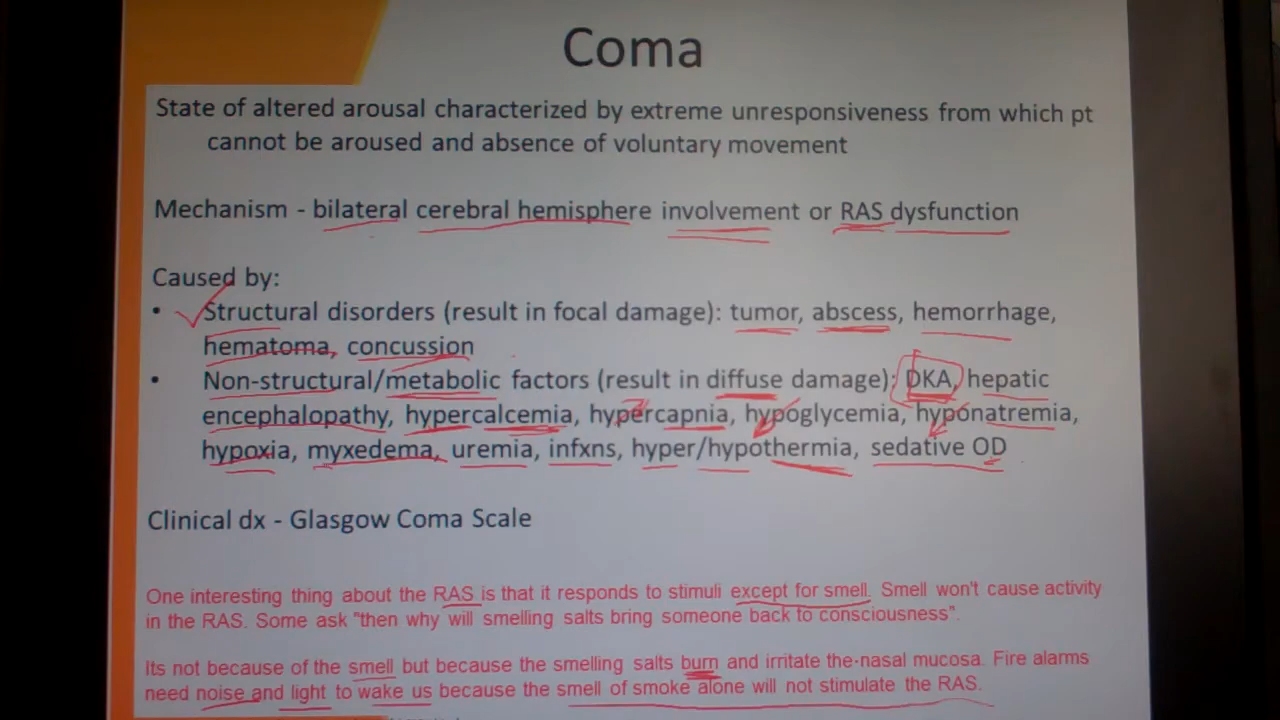 Coma
State of altered arousal characterized by extreme unresponsiveness from which pt
cannot be aroused and absence of voluntary movement
Mechanism - bilateral cerebral hemisphere involvement or RAS dysfunction
Caused by:
• Structural disorders (result in focal damage): tumor, abscess, hemorrhage,
hematoma, concussion
• Non-structural/metabolic factors (result in diffuse damage): DKA, hepatic
encephalopathy, hypercalcemia, hypercapnia, hypoglycemia, hyponatremia,
hypoxia, myxedema, uremia, infxns, hyper/hypothermia, sedative OD
Clinical dx - Glasgow Coma Scale
One interesting thing about the RAS is that it responds to stimuli except for smell. Smell won't cause activity
in the RAS. Some ask "then why will smelling salts bring someone back to consciousness".
Its not because of the smell but because the smelling salts burn and irritate the nasal mucosa. Fire alarms
need noise and light to wake us because the smell of smoke alone will not stimulate the RAS.